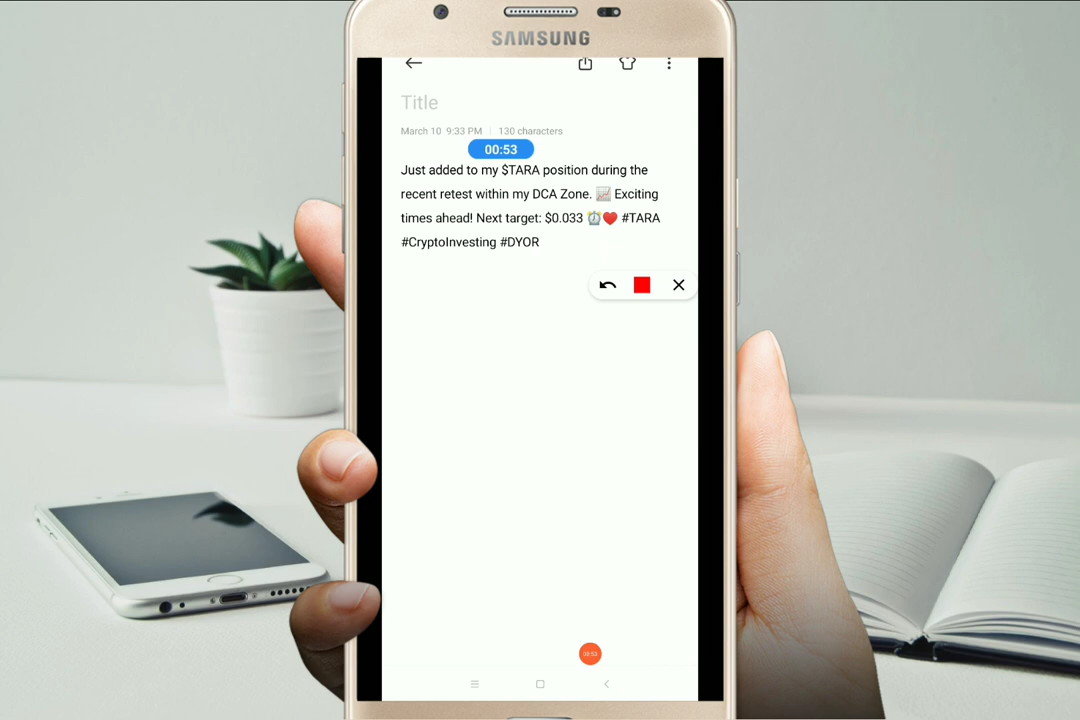 SAMSUNG
Title
March 10 9:33 PM | 130 characters
00:53
Just added to my $TARA position during the
recent retest within my DCA Zone. 📈 Exciting
times ahead! Next target: $0.033 ⏰❤️ #TARA
#CryptoInvesting #DYOR